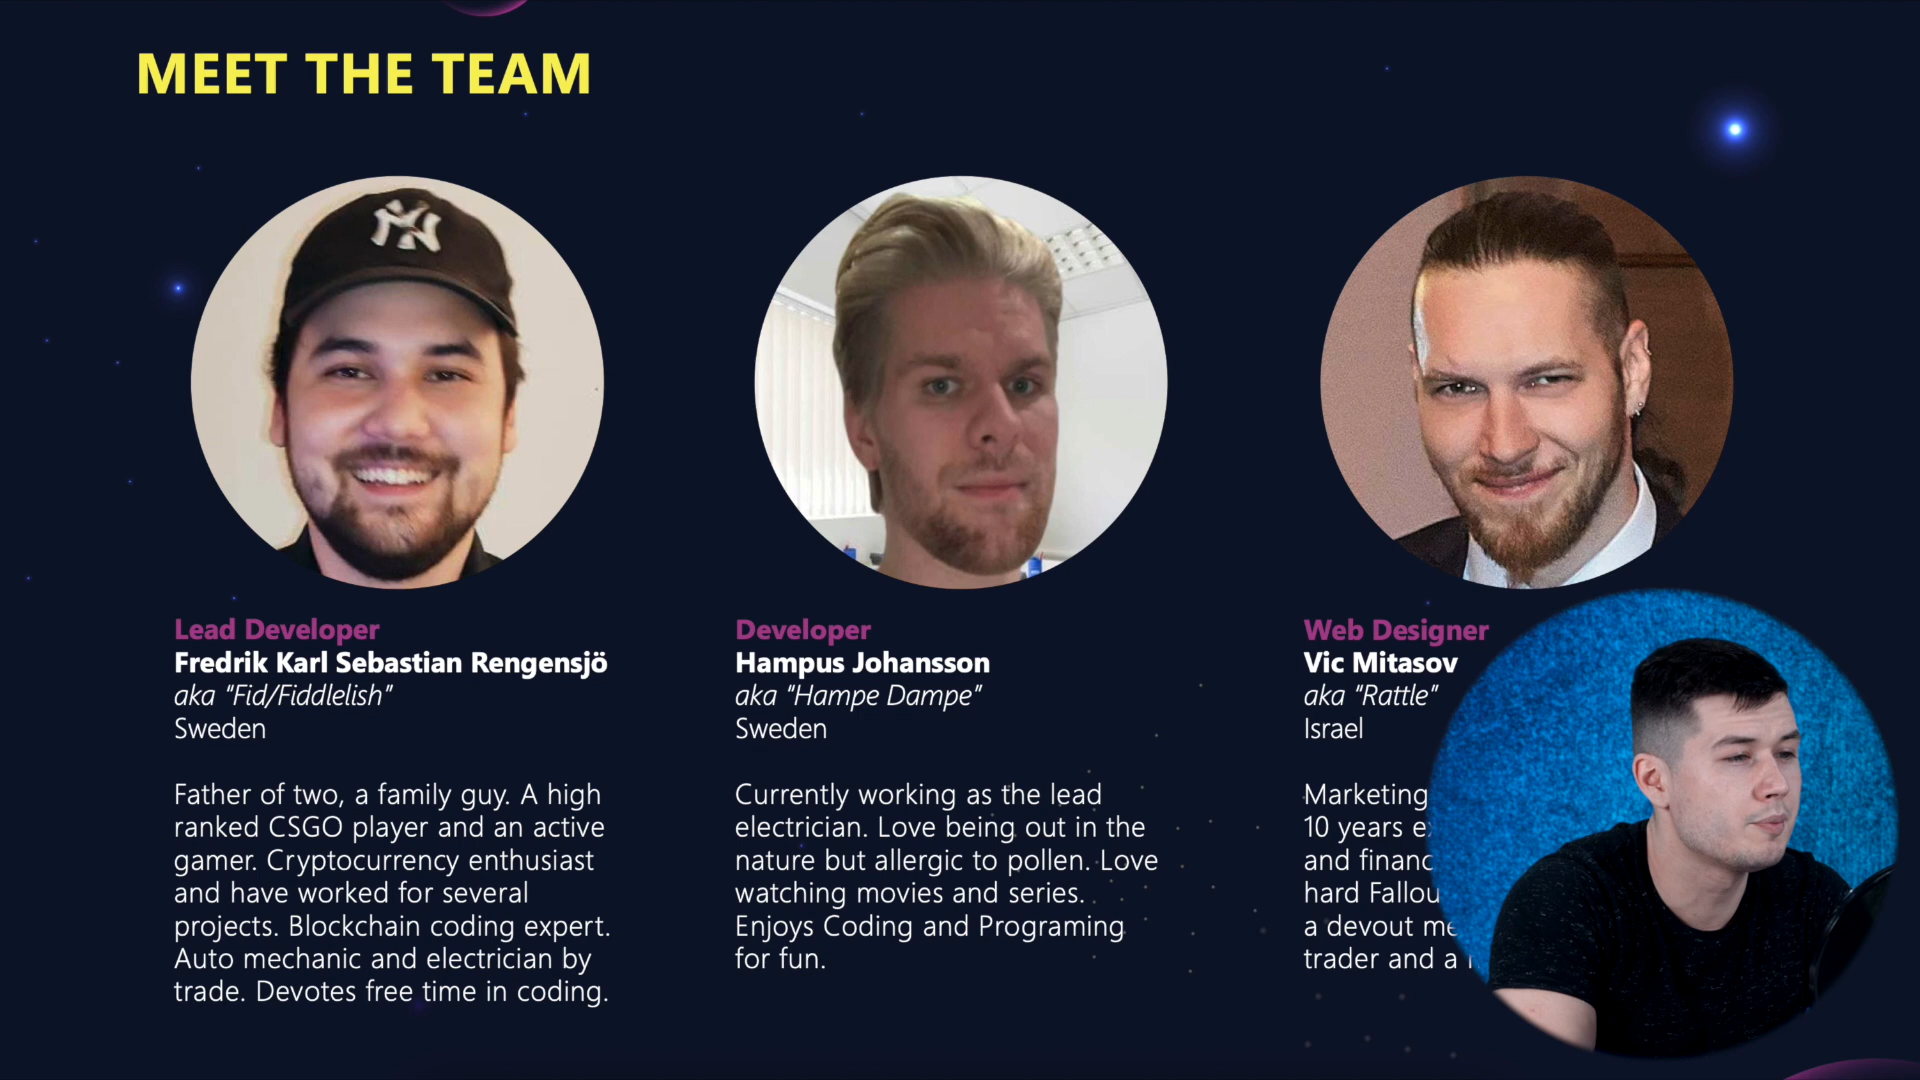 MEET THE TEAM
NY
Lead Developer
Fredrik Karl Sebastian Rengensjö
aka "Fid/Fiddlelish"
Sweden
Father of two, a family guy. A high
ranked CSGO player and an active
gamer. Cryptocurrency enthusiast
and have worked for several
projects. Blockchain coding expert.
Auto mechanic and electrician by
trade. Devotes free time in coding.
Developer
Hampus Johansson
aka "Hampe Dampe"
Sweden
Currently working as the lead
electrician. Love being out in the
nature but allergic to pollen. Love
watching movies and series.
Enjoys Coding and Programing
for fun.
Web Designer
Vic Mitasov
aka "Rattle"
Israel
Marketing
10 years
and
hard
a devout
trader and a